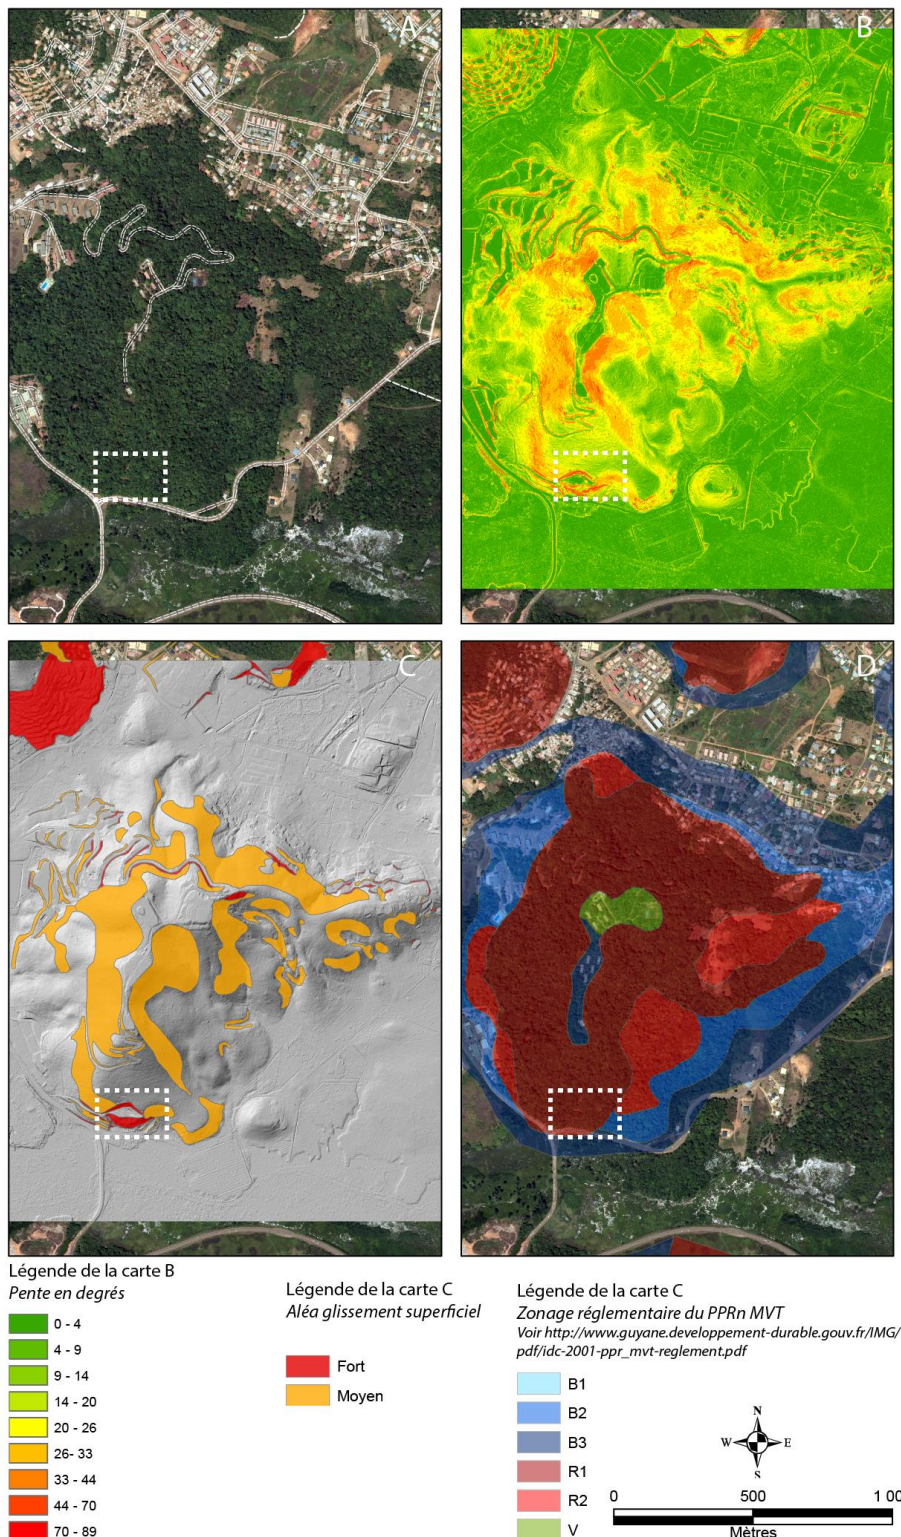 A
B
C
D
Légende de la carte B
Pente en degrés
0 - 4
4 - 9
9 - 14
14 - 20
20 - 26
26- 33
33 - 44
44 - 70
70 - 89
Légende de la carte C
Aléa glissement superficiel
Fort
Moyen
Légende de la carte C
Zonage réglementaire du PPRn MVT
Voir http://www.guyane.developpement-durable.gouv.fr/IMG/
pdf/idc-2001-ppr_mvt-reglement.pdf
B1
B2
B3
R1
R2
V
N
W E
S
0 500 1 00
Mètres